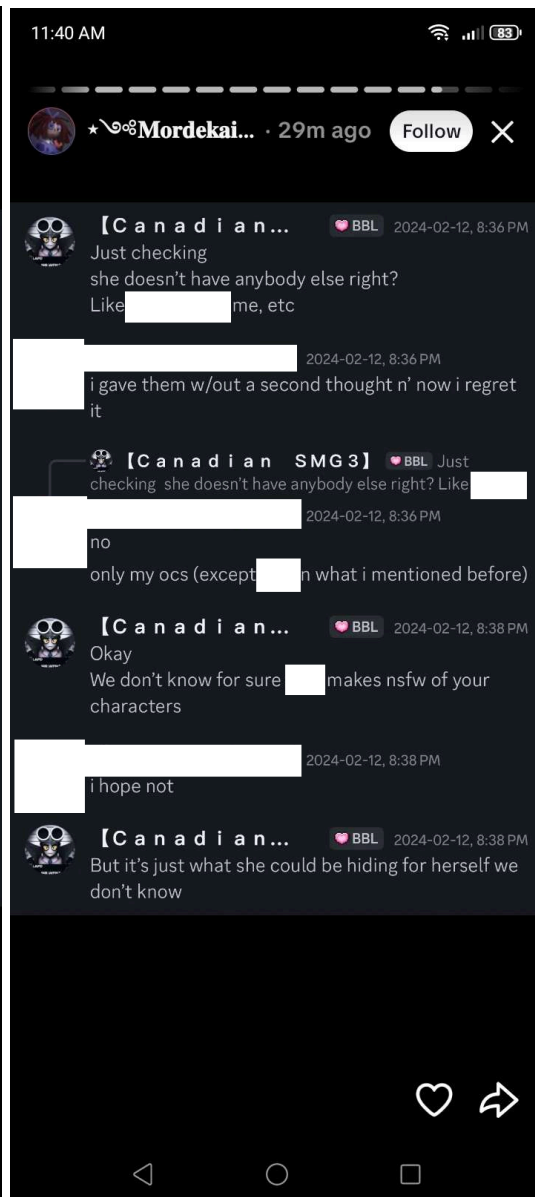 11:40 AM
83
⋆༺Mordekai... · 29m ago
Follow
【Canadian...
BBL
2024-02-12, 8:36 PM
Just checking
she doesn’t have anybody else right?
Like me, etc
2024-02-12, 8:36 PM
i gave them w/out a second thought n’ now i regret
it
【Canadian SMG3】 BBL Just
checking she doesn’t have anybody else right? Like
2024-02-12, 8:36 PM
no
only my ocs (except n what i mentioned before)
【Canadian...
BBL
2024-02-12, 8:38 PM
Okay
We don’t know for sure makes nsfw of your
characters
2024-02-12, 8:38 PM
i hope not
【Canadian...
BBL
2024-02-12, 8:38 PM
But it’s just what she could be hiding for herself we
don’t know